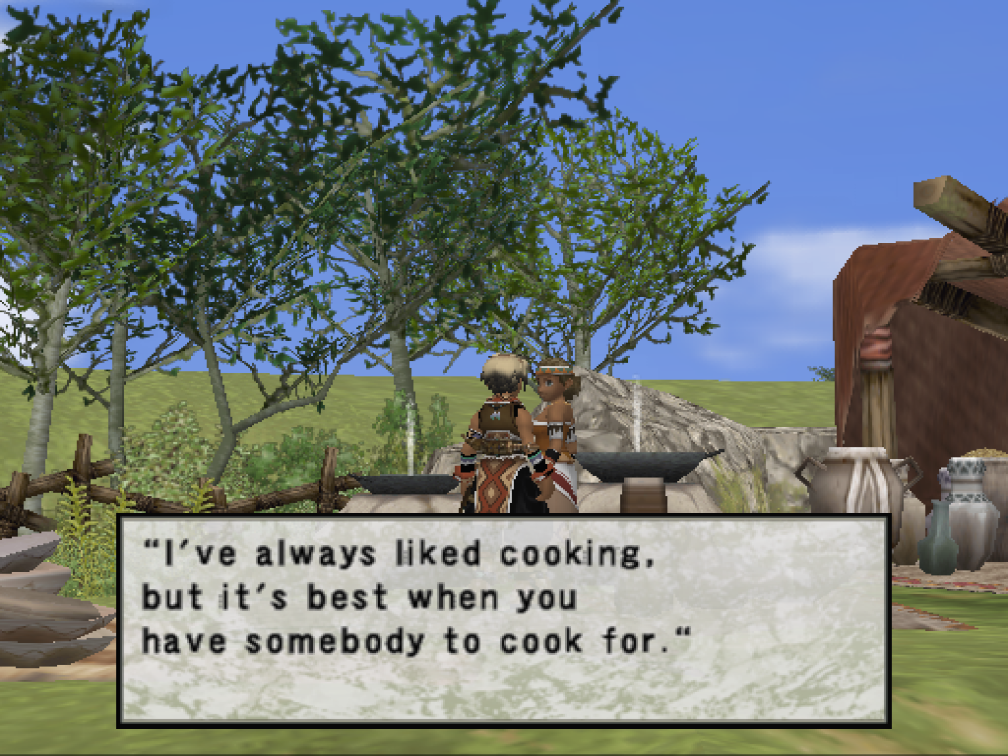 “I've always liked cooking,
but it's best when you
have somebody to cook for.“